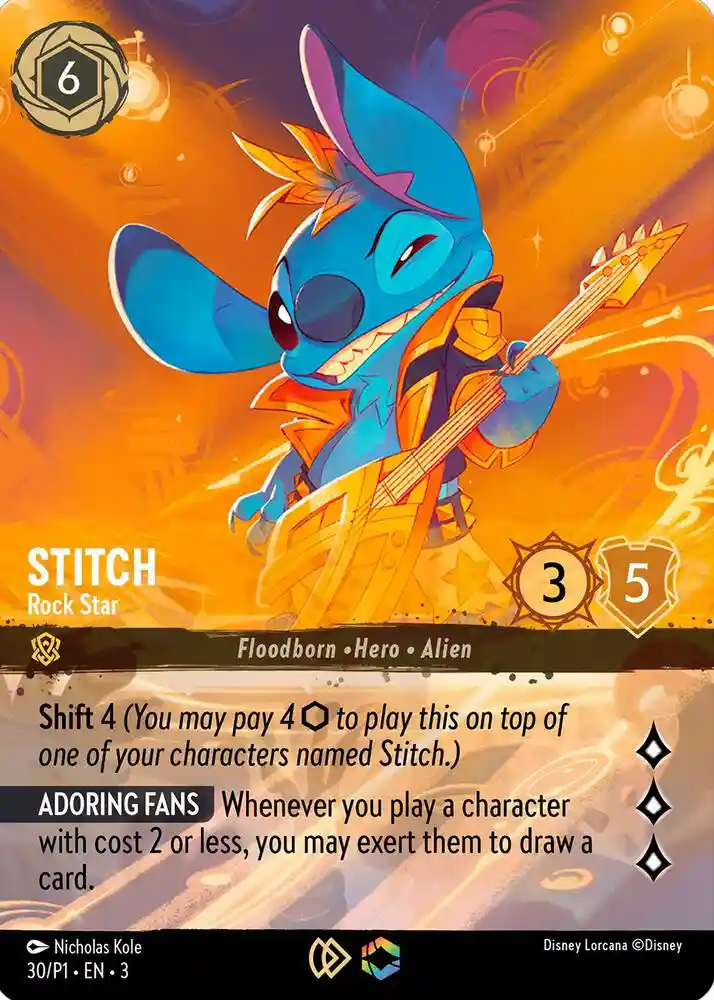 6
STITCH
Rock Star
3
5
Floodborn • Hero • Alien
Shift 4 (You may pay 4 ⬡ to play this on top of
one of your characters named Stitch.)
ADORING FANS Whenever you play a character
with cost 2 or less, you may exert them to draw a
card.
Nicholas Kole
Disney Lorcana ©Disney
30/P1 • EN • 3